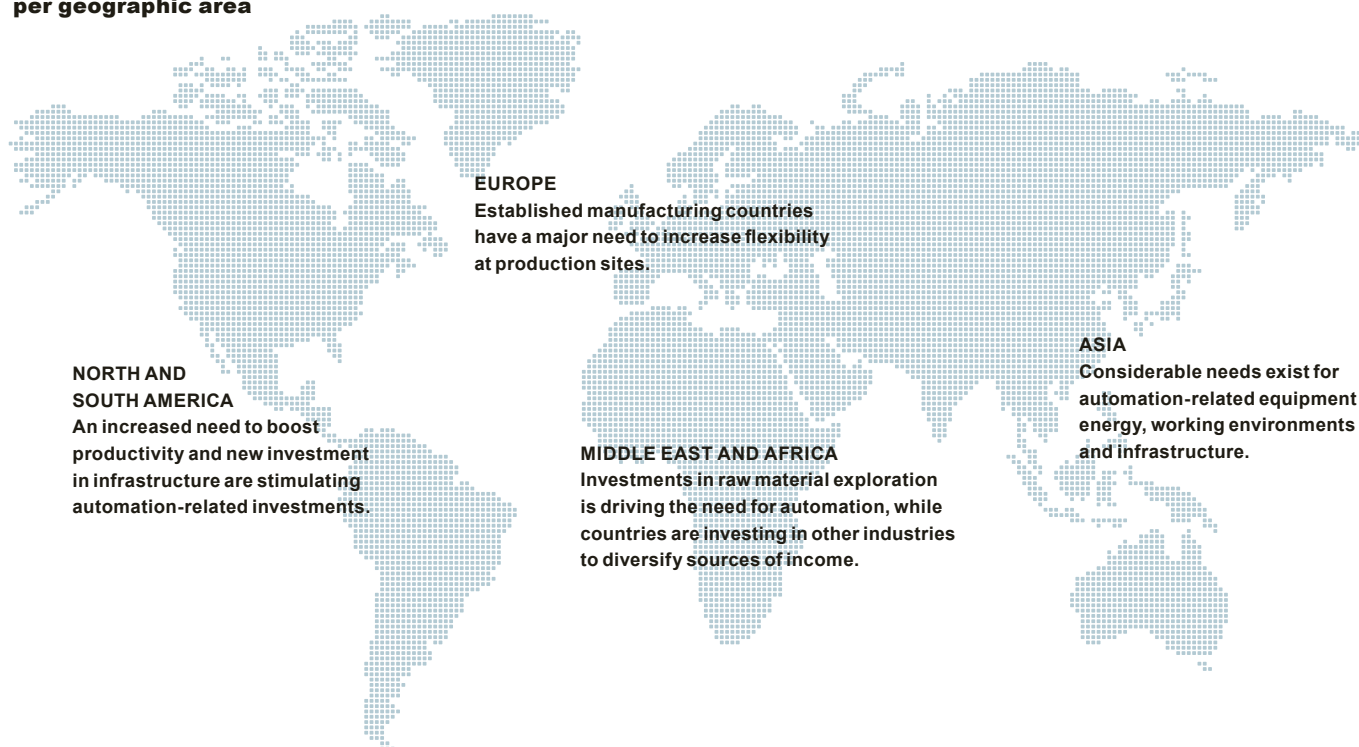 per geographic area
EUROPE
Established manufacturing countries
have a major need to increase flexibility
at production sites.
ASIA
Considerable needs exist for
automation-related equipment
energy, working environments
and infrastructure.
NORTH AND
SOUTH AMERICA
An increased need to boost
productivity and new investment
in infrastructure are stimulating
automation-related investments.
MIDDLE EAST AND AFRICA
Investments in raw material exploration
is driving the need for automation, while
countries are investing in other industries
to diversify sources of income.